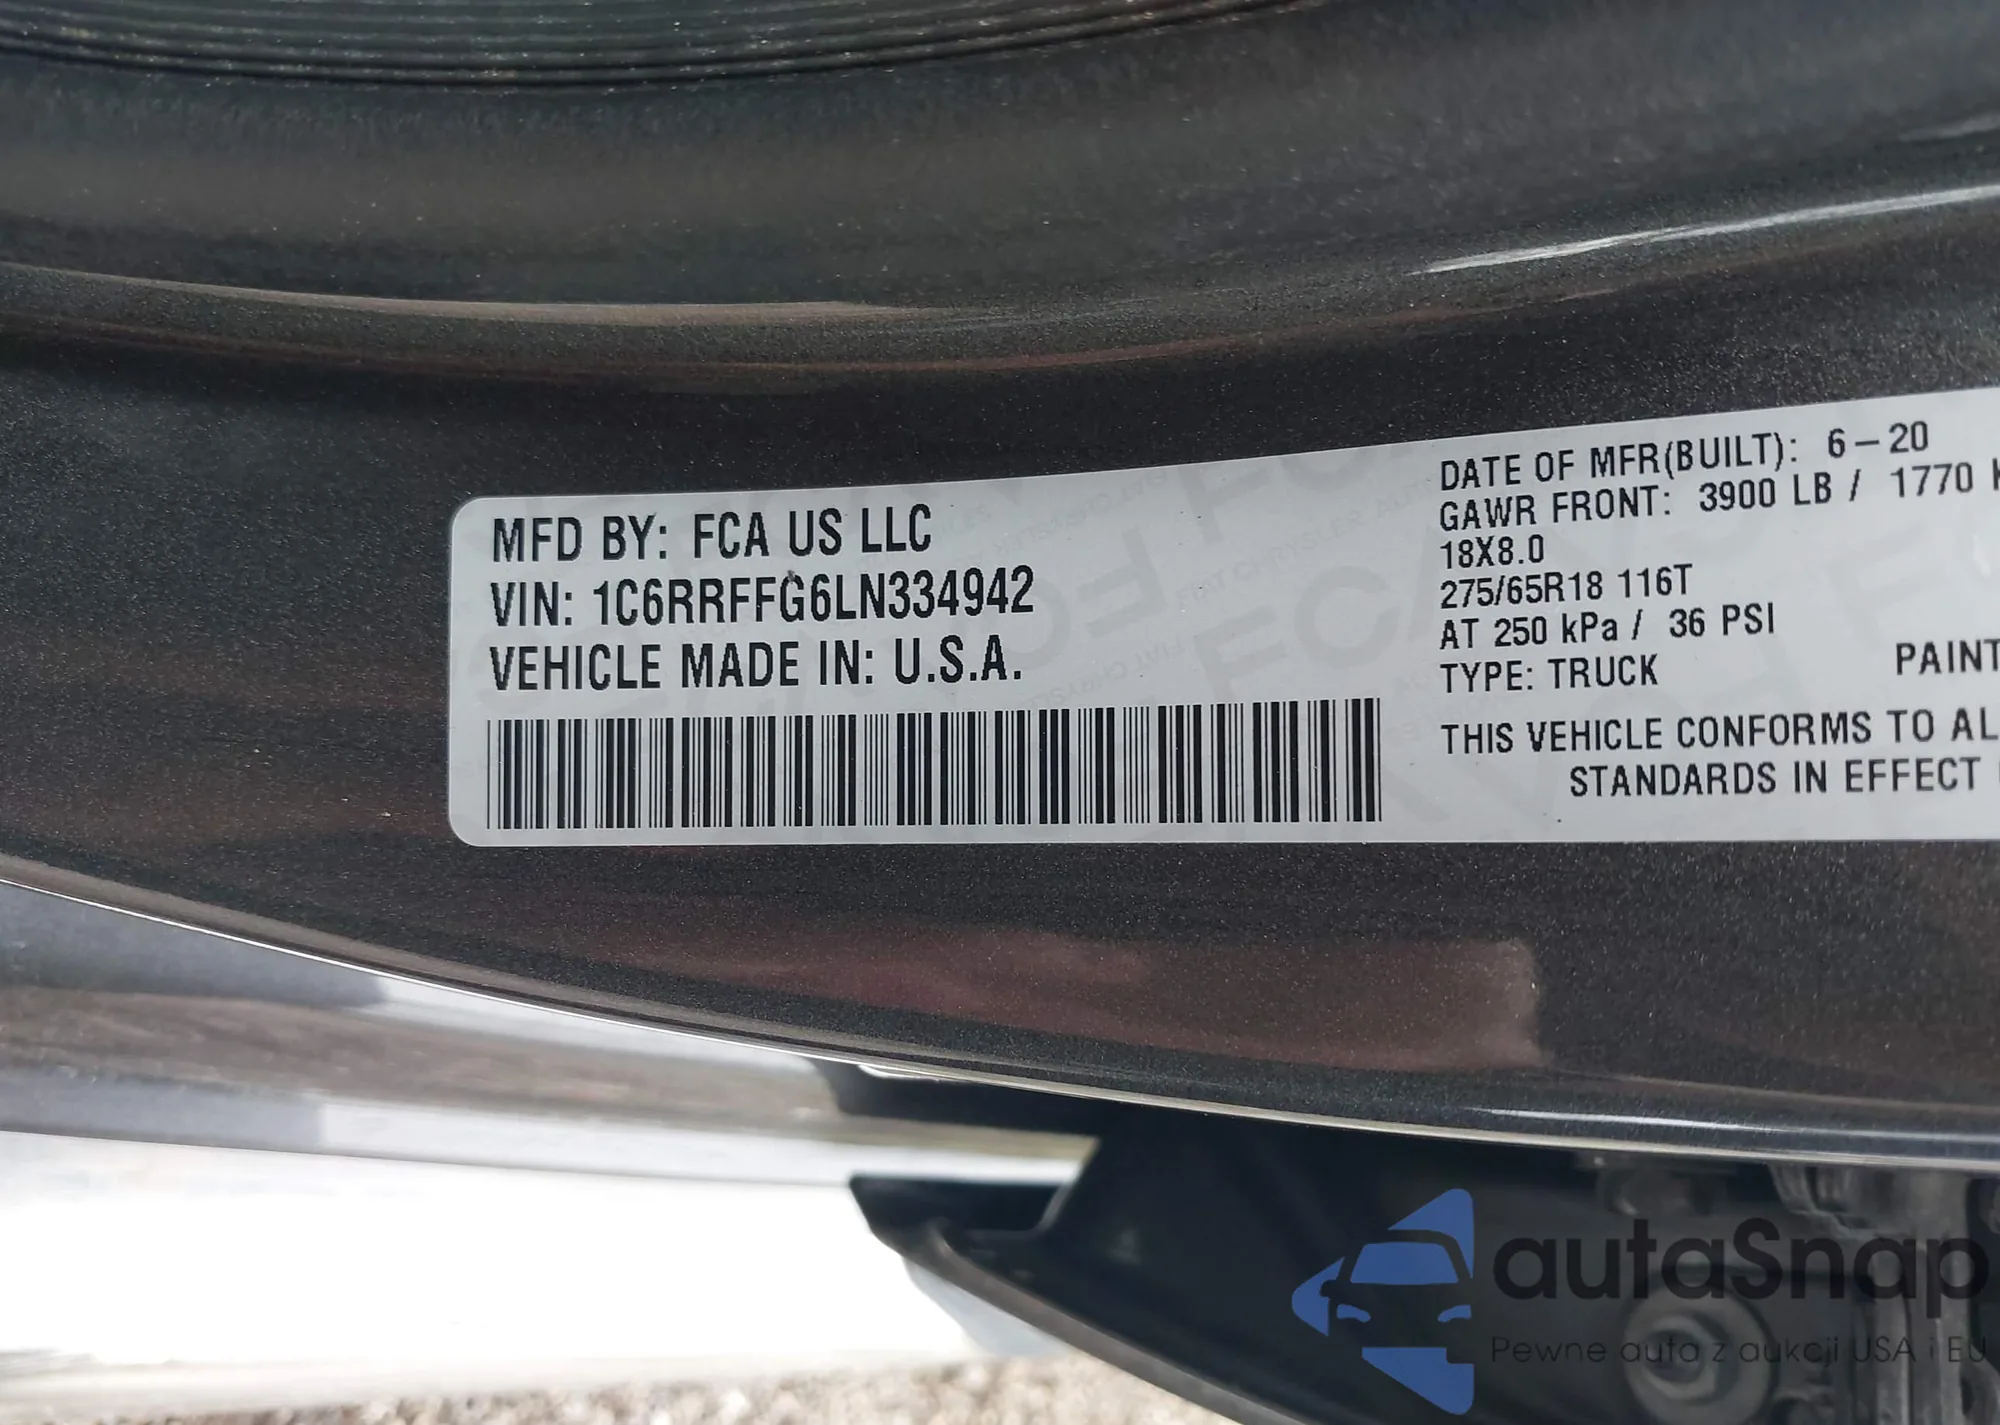 MFD BY: FCA US LLC
VIN: 1C6RRFFG6LN334942
VEHICLE MADE IN: U.S.A.
DATE OF MFR(BUILT): 6-20
GAWR FRONT: 3900 LB / 1770
18X8.0
275/65R18 116T
AT 250 kPa / 36 PSI
TYPE: TRUCK
PAINT
THIS VEHICLE CONFORMS TO AL
STANDARDS IN EFFECT
autaSnap
Pewne auta z aukcji USA i EU